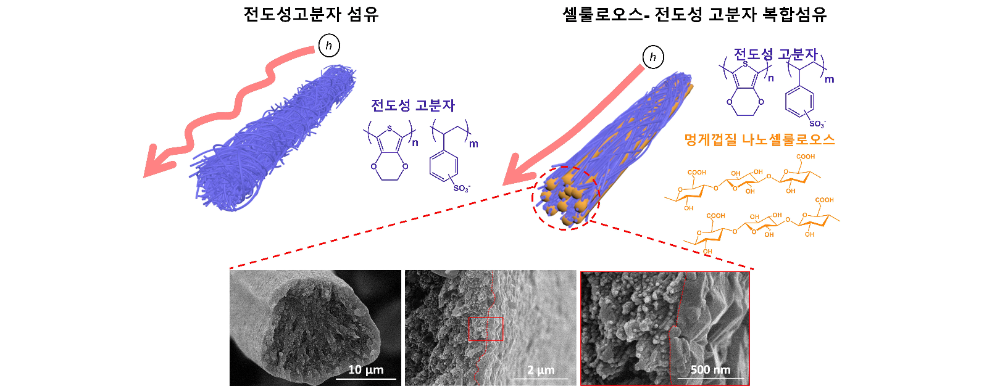 전도성고분자 섬유
셀룰로오스- 전도성 고분자 복합섬유
h
h
전도성 고분자
S
n
m
O
O
SO3-
전도성 고분자
S
n
m
O
O
SO3-
멍게껍질 나노셀룰로오스
COOH
COOH
OH
OH
O
O
O
O
O
OH
OH
OH
COOH
COOH
OH
OH
O
O
O
O
O
OH
OH
OH
10 μm
2 μm
500 nm